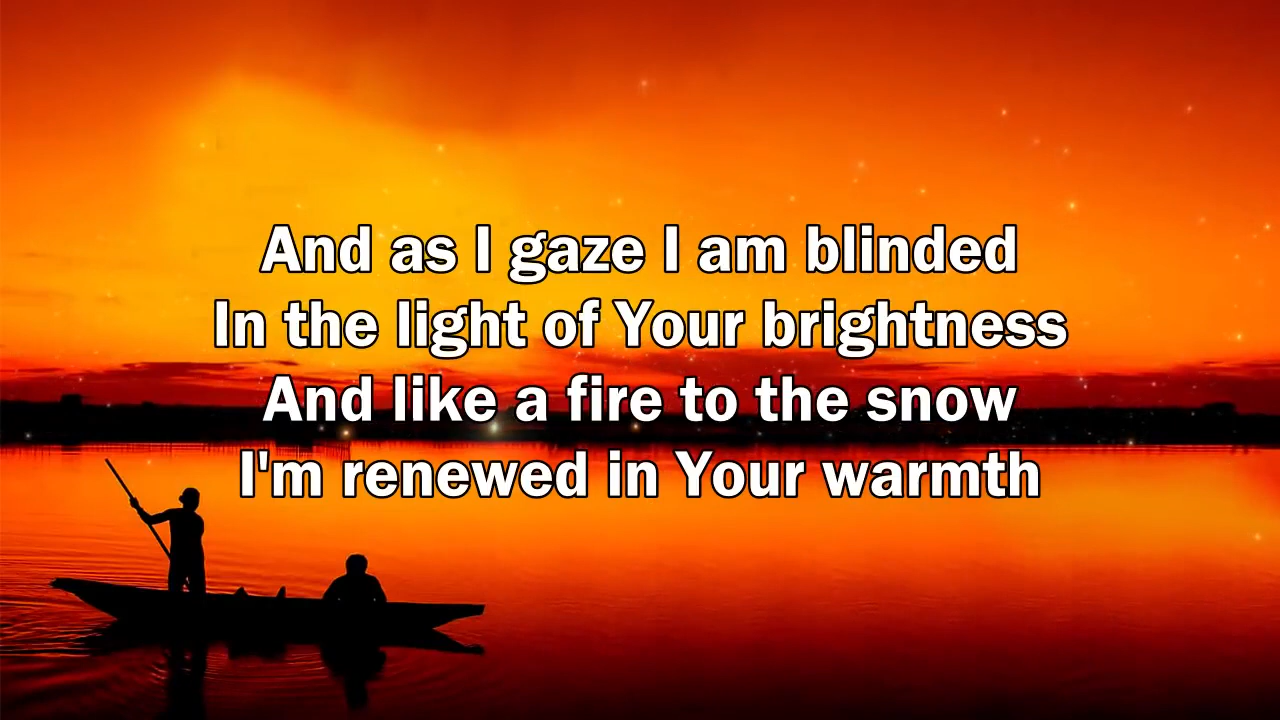 And as I gaze I am blinded
In the light of Your brightness
And like a fire to the snow
I'm renewed in Your warmth